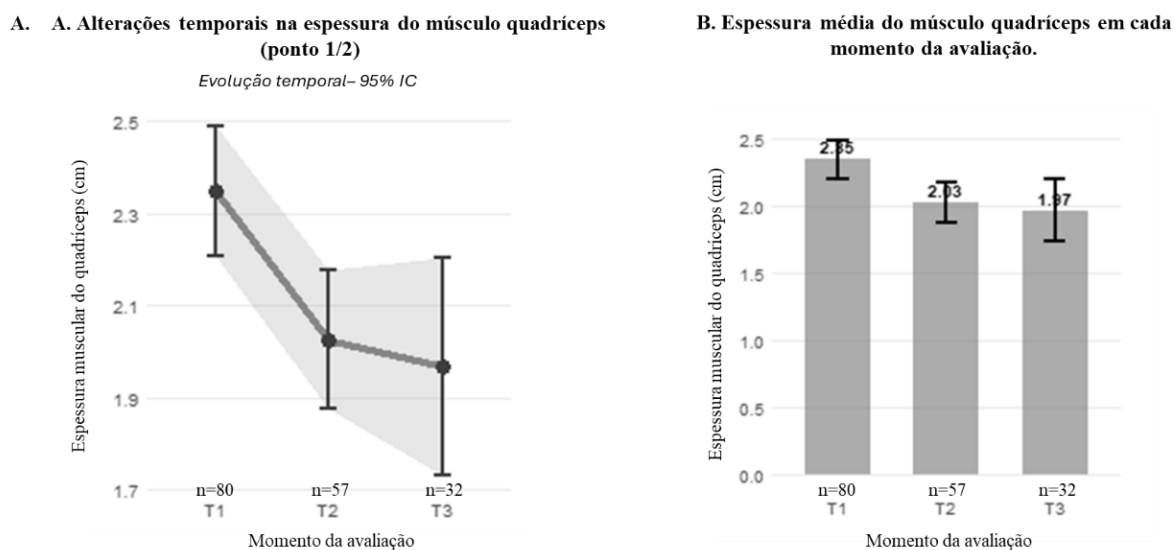 A. A. Alterações temporais na espessura do músculo quadríceps
(ponto 1/2)
Evolução temporal– 95% IC
Espessura muscular do quadríceps (cm)
2.5
2.3
2.1
1.9
1.7
n=80 n=57 n=32
T1 T2 T3
Momento da avaliação
B. Espessura média do músculo quadríceps em cada
momento da avaliação.
Espessura muscular do quadríceps (cm)
2.5
2.0
1.5
1.0
0.5
0.0
2.35
2.03
1.97
n=80 n=57 n=32
T1 T2 T3
Momento da avaliação